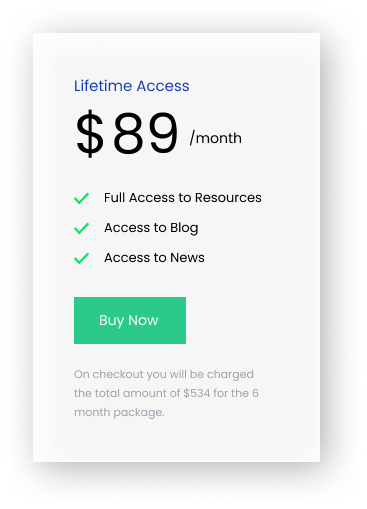 Lifetime Access
$89 /month
Full Access to Resources
Access to Blog
Access to News
Buy Now
On checkout you will be charged
the total amount of $534 for the 6
month package.